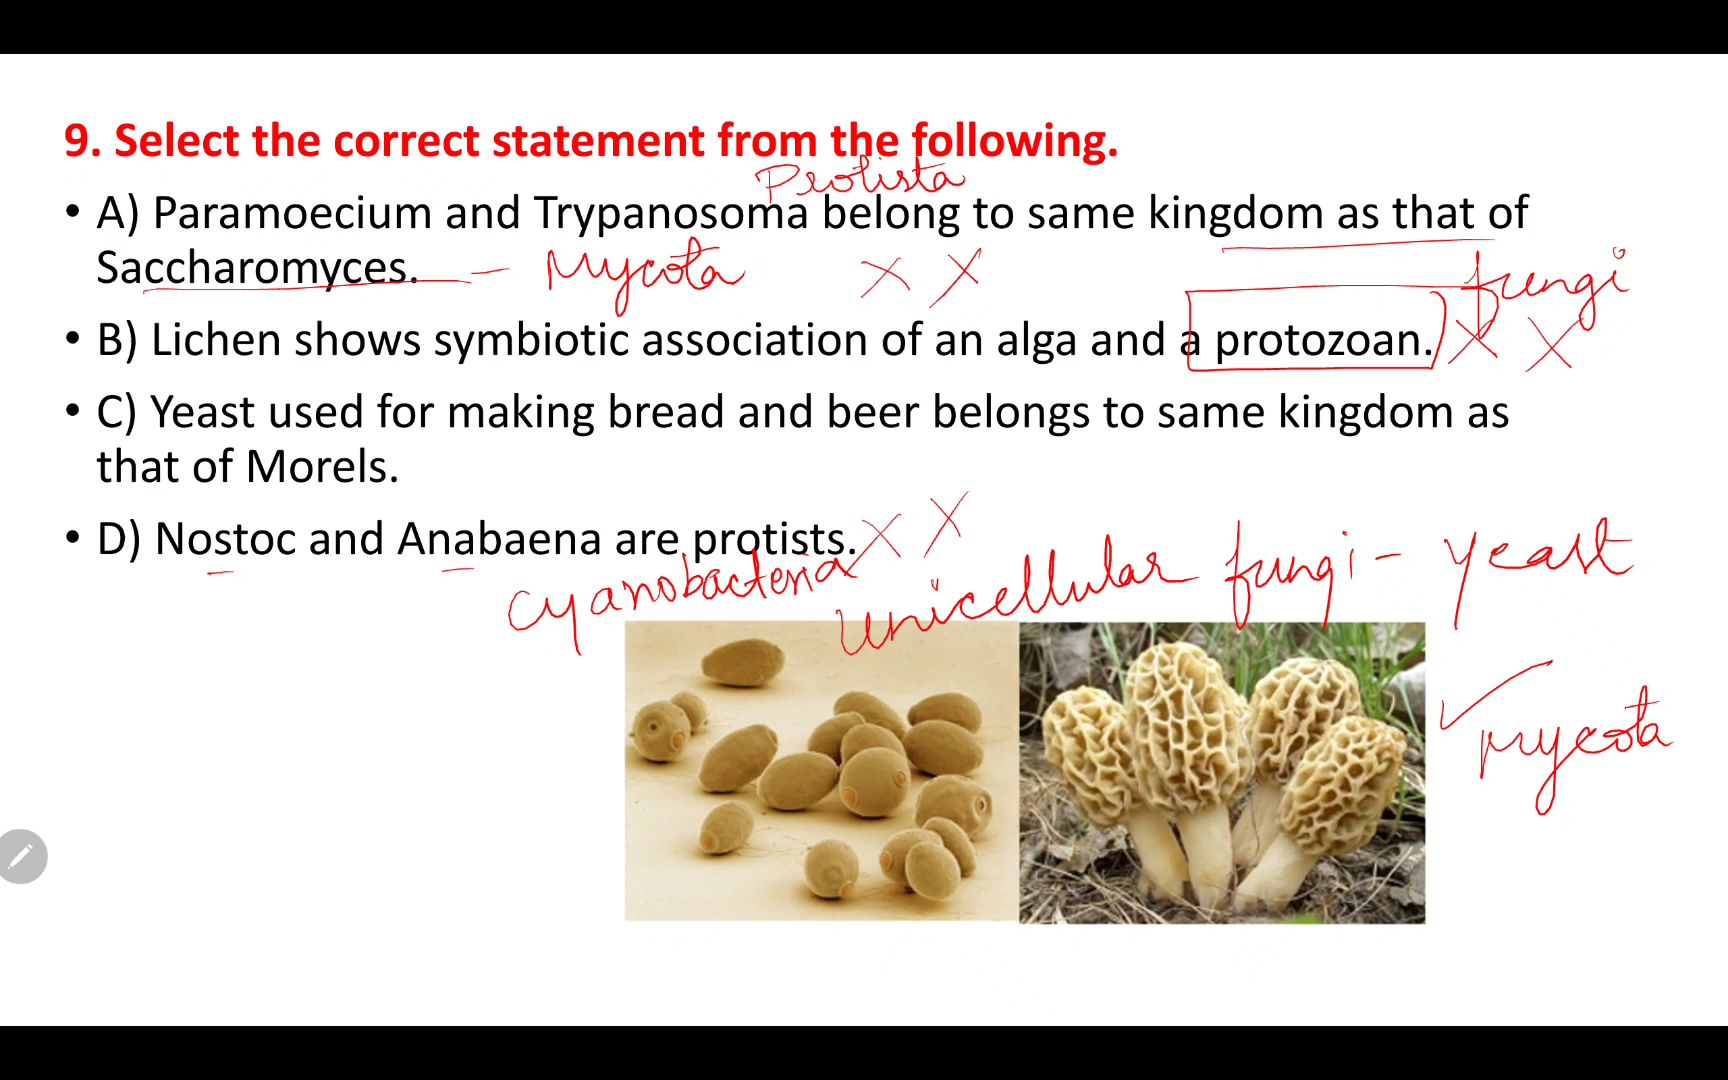 9. Select the correct statement from the following.
Protista
• A) Paramoecium and Trypanosoma belong to same kingdom as that of
Saccharomyces. – Mycota X X
fungi
• B) Lichen shows symbiotic association of an alga and a protozoan. X X
• C) Yeast used for making bread and beer belongs to same kingdom as
that of Morels.
• D) Nostoc and Anabaena are protists. X X
cyanobacteria
unicellular fungi - yeast
✓ Mycota